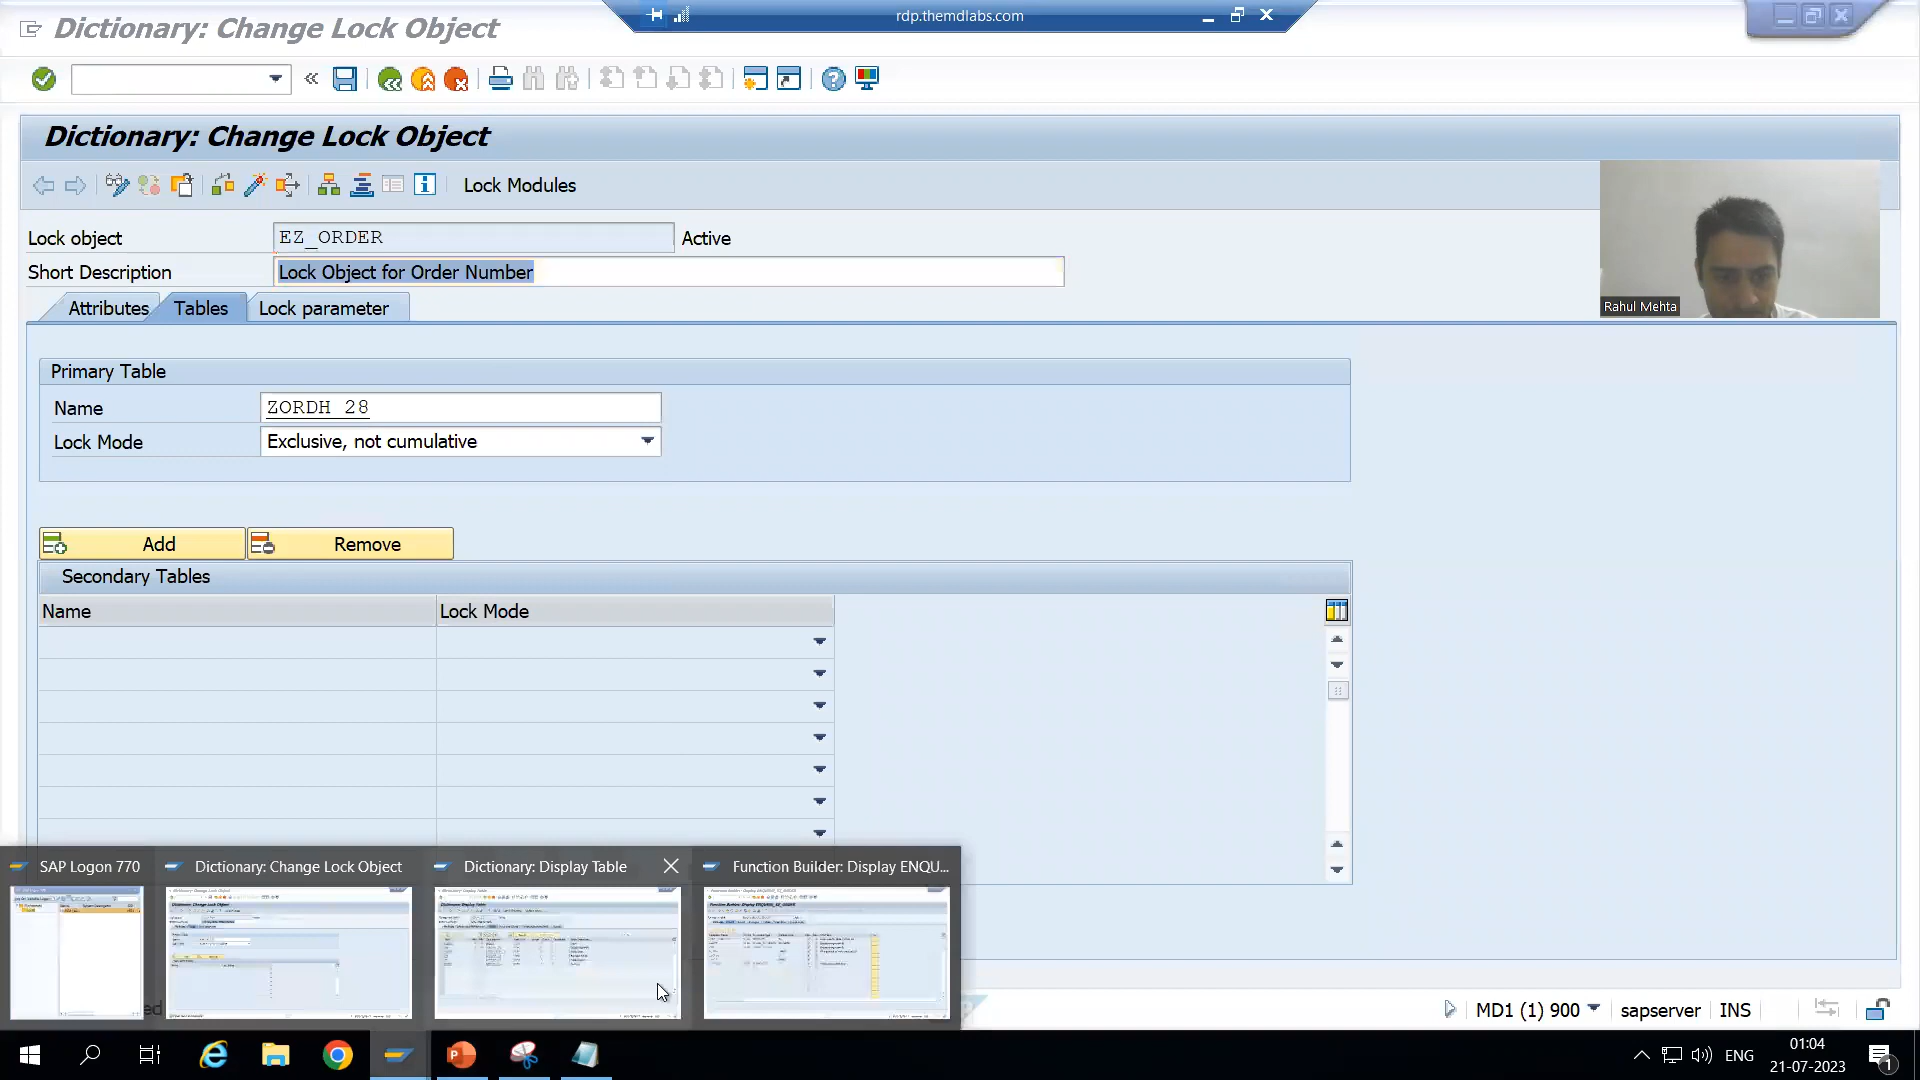 Dictionary: Change Lock Object
rdp.themdlabs.com
Dictionary: Change Lock Object
Lock Modules
Lock object
EZ_ORDER
Active
Short Description
Lock Object for Order Number
Attributes
Tables
Lock parameter
Rahul Mehta
Primary Table
Name
ZORDH_28
Lock Mode
Exclusive, not cumulative
Add
Remove
Secondary Tables
Name
Lock Mode
SAP Logon 770
Dictionary: Change Lock Object
Dictionary: Display Table
Function Builder: Display ENQU...
MD1 (1) 900
sapserver
INS
ENG
01:04
21-07-2023
1